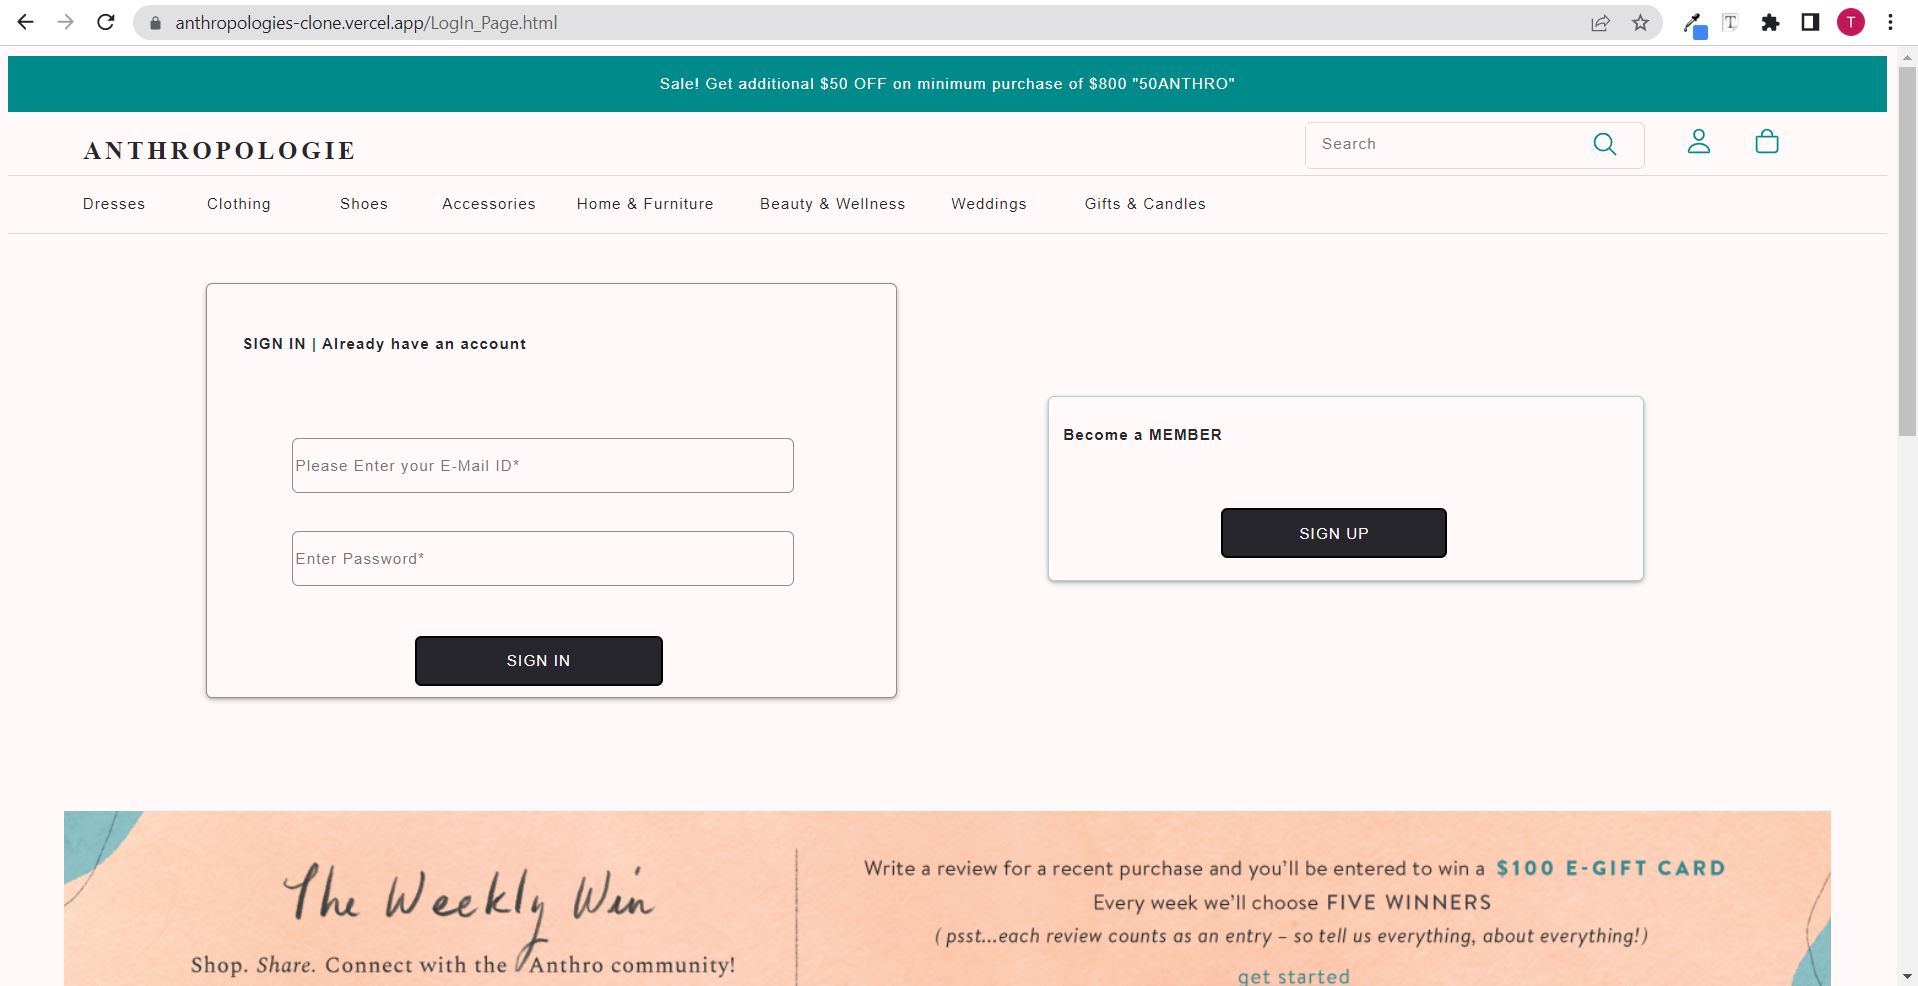 anthropologies-clone.vercel.app/LogIn_Page.html
T
T
Sale! Get additional $50 OFF on minimum purchase of $800 "50ANTHRO"
ANTHROPOLOGIE
Search
Dresses Clothing Shoes Accessories Home & Furniture Beauty & Wellness Weddings Gifts & Candles
SIGN IN | Already have an account
Please Enter your E-Mail ID*
Enter Password*
SIGN IN
Become a MEMBER
SIGN UP
The Weekly Win
Shop. Share. Connect with the Anthro community!
Write a review for a recent purchase and you'll be entered to win a $100 E-GIFT CARD
Every week we'll choose FIVE WINNERS
( psst...each review counts as an entry – so tell us everything, about everything!)
get started